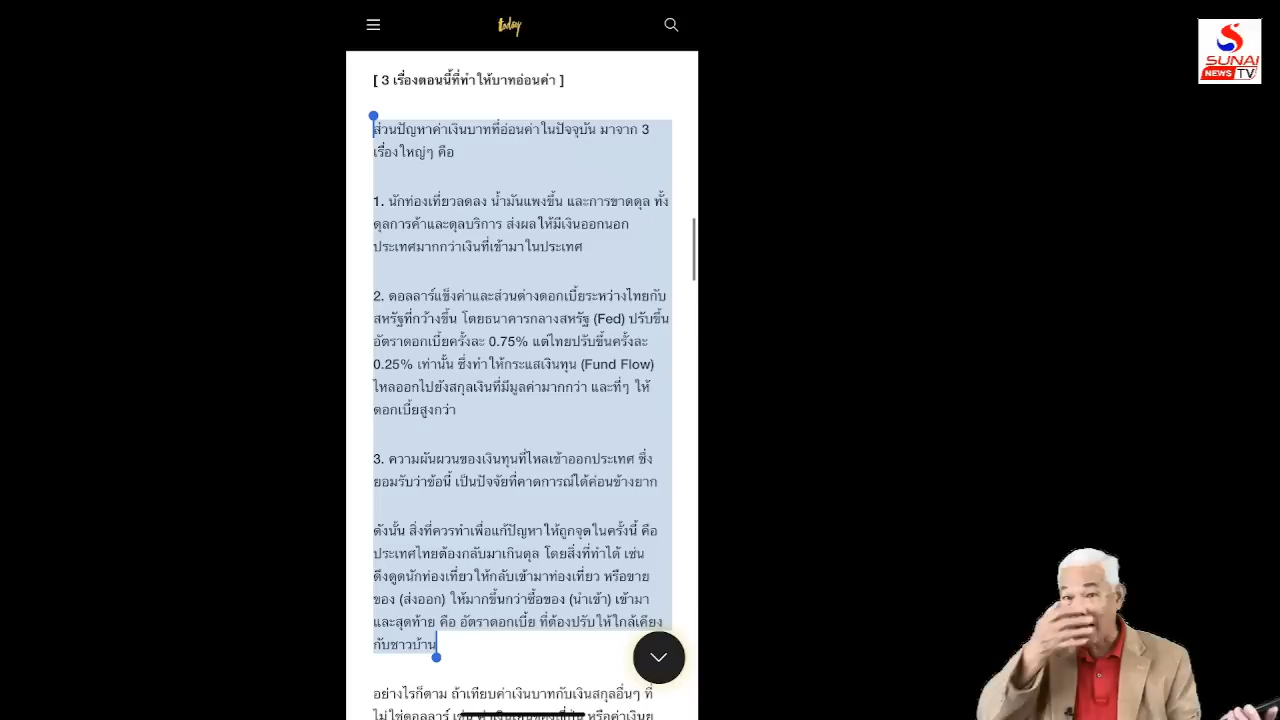 today
SUNAI
NEWS TV
[ 3 เรื่องตอนนี้ที่ทำให้บาทอ่อนค่า ]
ส่วนปัญหาค่าเงินบาทที่อ่อนค่าในปัจจุบัน มาจาก 3
เรื่องใหญ่ๆ คือ
1. นักท่องเที่ยวลดลง น้ำมันแพงขึ้น และการขาดดุล ทั้ง
ดุลการค้าและดุลบริการ ส่งผลให้มีเงินออกนอก
ประเทศมากกว่าเงินที่เข้ามาในประเทศ
2. ดอลลาร์แข็งค่าและส่วนต่างดอกเบี้ยระหว่างไทยกับ
สหรัฐที่กว้างขึ้น โดยธนาคารกลางสหรัฐ (Fed) ปรับขึ้น
อัตราดอกเบี้ยครั้งละ 0.75% แต่ไทยปรับขึ้นครั้งละ
0.25% เท่านั้น ซึ่งทำให้กระแสเงินทุน (Fund Flow)
ไหลออกไปยังสกุลเงินที่มีมูลค่ามากกว่า และที่ๆ ให้
ดอกเบี้ยสูงกว่า
3. ความผันผวนของเงินทุนที่ไหลเข้าออกประเทศ ซึ่ง
ยอมรับว่าข้อนี้ เป็นปัจจัยที่คาดการณ์ได้ค่อนข้างยาก
ดังนั้น สิ่งที่ควรทำเพื่อแก้ปัญหาให้ถูกจุดในครั้งนี้ คือ
ประเทศไทยต้องกลับมาเกินดุล โดยสิ่งที่ทำได้ เช่น
ดึงดูดนักท่องเที่ยวให้กลับเข้ามาท่องเที่ยว หรือขาย
ของ (ส่งออก) ให้มากขึ้นกว่าซื้อของ (นำเข้า) เข้ามา
และสุดท้าย คือ อัตราดอกเบี้ย ที่ต้องปรับให้ใกล้เคียง
กับชาวบ้าน
อย่างไรก็ตาม ถ้าเทียบค่าเงินบาทกับเงินสกุลอื่นๆ ที่
ไม่ใช่ดอลลาร์ เช่น หรือค่าเงินย